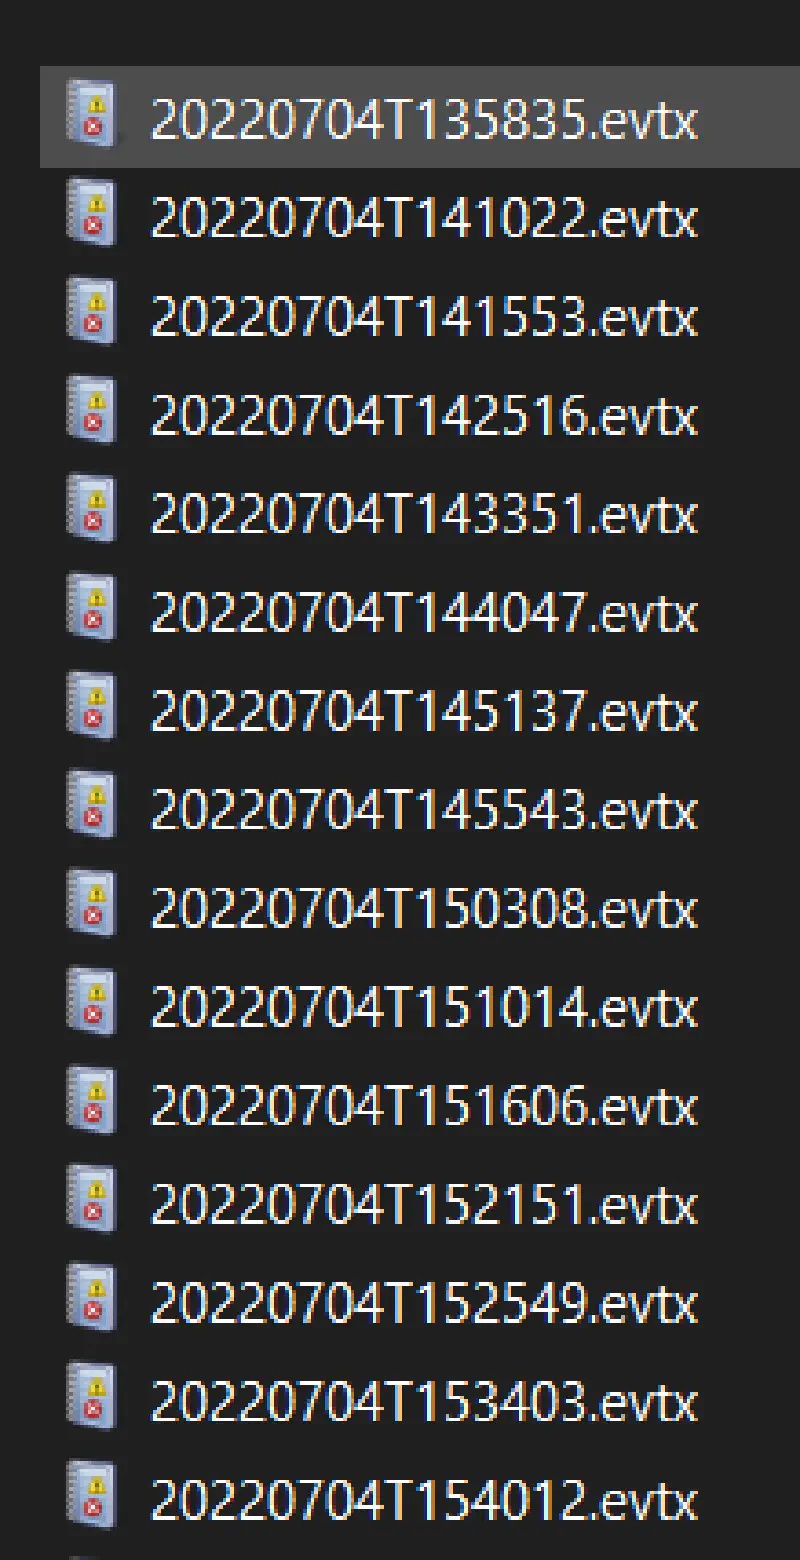 20220704T135835.evtx
20220704T141022.evtx
20220704T141553.evtx
20220704T142516.evtx
20220704T143351.evtx
20220704T144047.evtx
20220704T145137.evtx
20220704T145543.evtx
20220704T150308.evtx
20220704T151014.evtx
20220704T151606.evtx
20220704T152151.evtx
20220704T152549.evtx
20220704T153403.evtx
20220704T154012.evtx